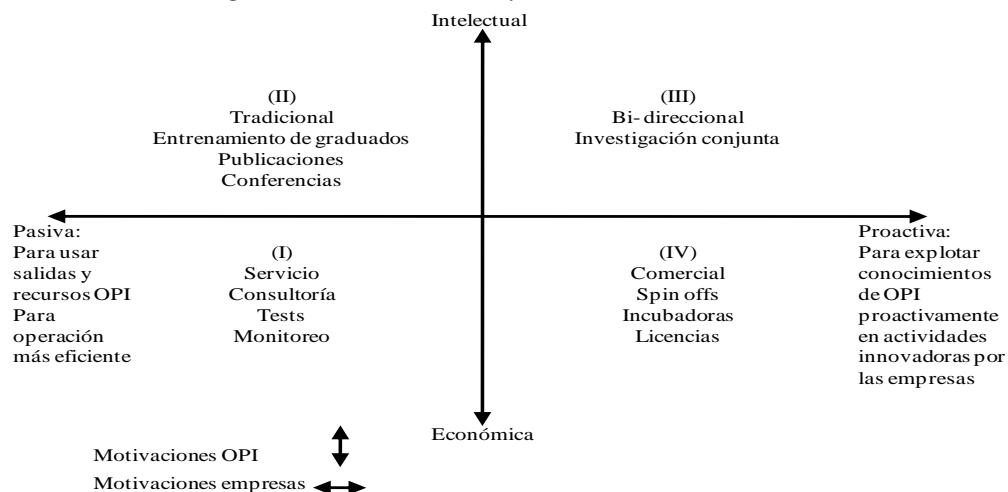 Intelectual
(II)
Tradicional
Entrenamiento de graduados
Publicaciones
Conferencias
(III)
Bi- direccional
Investigación conjunta
Pasiva:
Para usar
salidas y
recursos OPI
Para
operación
más eficiente
(I)
Servicio
Consultoría
Tests
Monitoreo
(IV)
Comercial
Spin offs
Incubadoras
Licencias
Proactiva:
Para explotar
conocimientos
de OPI
proactivamente
en actividades
innovadoras por
las empresas
Económica
Motivaciones OPI
Motivaciones empresas